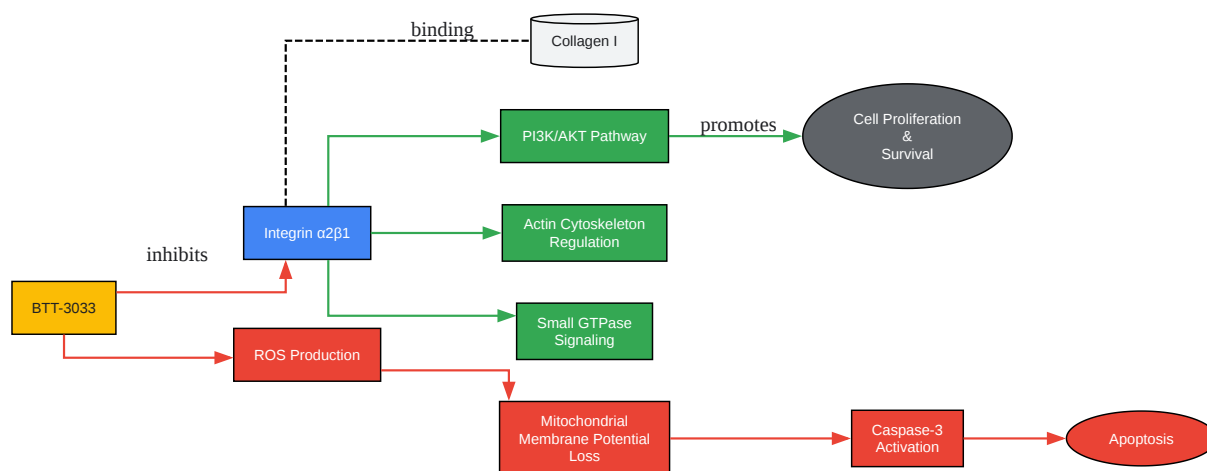 binding
Collagen I
PI3K/AKT Pathway
promotes
Cell Proliferation
&
Survival
Integrin α2β1
Actin Cytoskeleton
Regulation
inhibits
BTT-3033
Small GTPase
Signaling
ROS Production
Mitochondrial
Membrane Potential
Loss
Caspase-3
Activation
Apoptosis